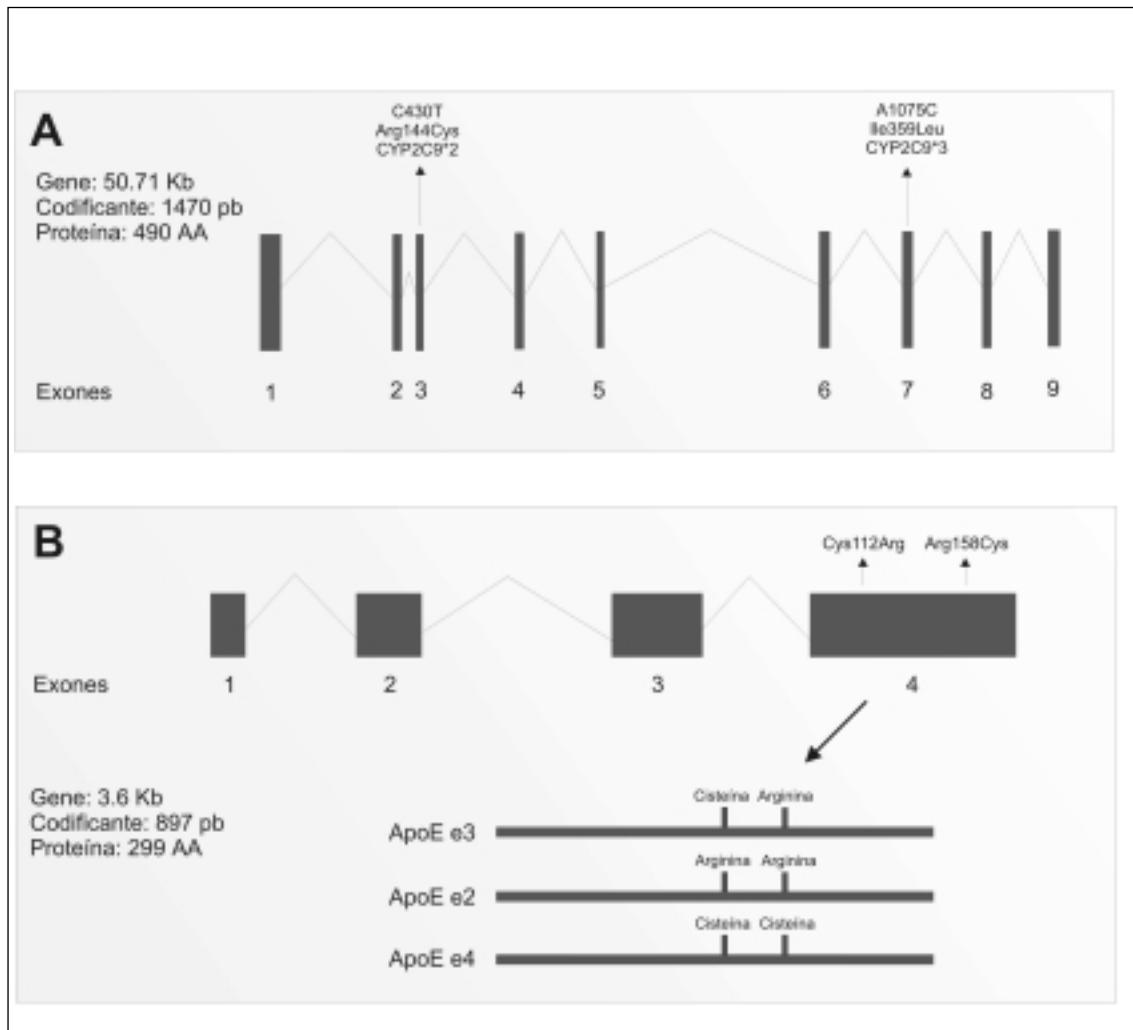 A
C430T
Arg144Cys
CYP2C9*2
A1075C
Ile359Leu
CYP2C9*3
Gene: 50.71 Kb
Codificante: 1470 pb
Proteína: 490 AA
Exones 1 2 3 4 5 6 7 8 9
B
Cys112Arg Arg158Cys
Exones 1 2 3 4
Gene: 3.6 Kb
Codificante: 897 pb
Proteína: 299 AA
Cisteína Arginina
ApoE e3
Arginina Arginina
ApoE e2
Cisteína Cisteína
ApoE e4